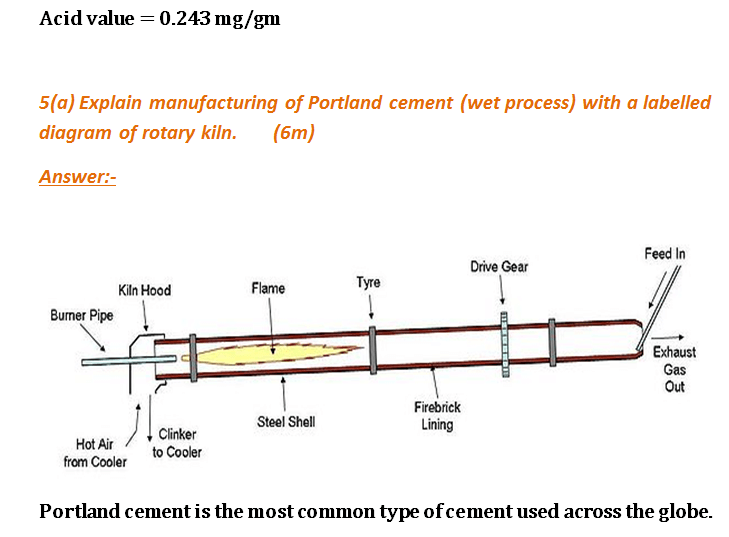 Acid value = 0.243 mg/gm
5(a) Explain manufacturing of Portland cement (wet process) with a labelled
diagram of rotary kiln. (6m)
Answer:-
Feed In
Drive Gear
Tyre
Flame
Kiln Hood
Burner Pipe
Exhaust
Gas
Out
Firebrick
Lining
Steel Shell
Clinker
to Cooler
Hot Air
from Cooler
Portland cement is the most common type of cement used across the globe.